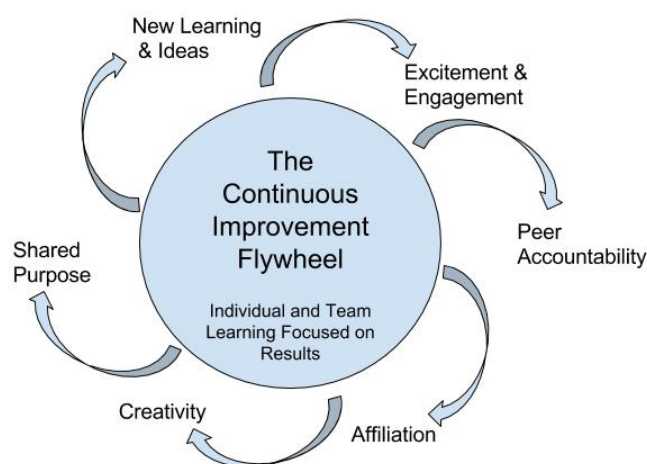 New Learning
& Ideas
Excitement &
Engagement
The
Continuous
Improvement
Flywheel
Individual and Team
Learning Focused on
Results
Peer
Accountability
Shared
Purpose
Creativity
Affiliation